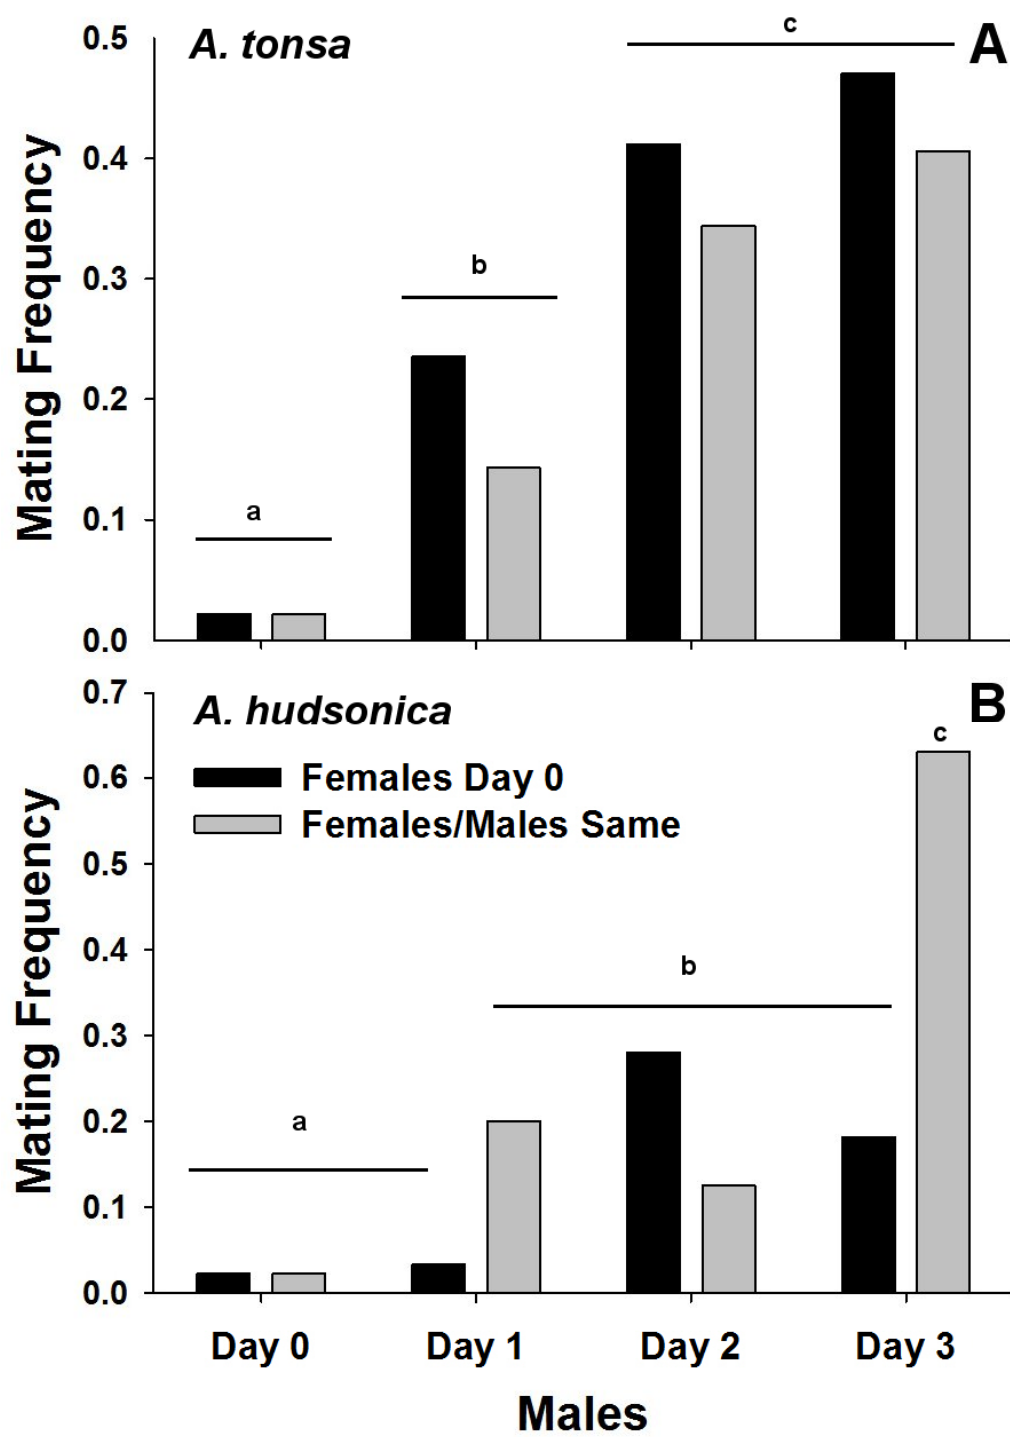 A. tonsa
A
c
b
a
0.5
0.4
0.3
0.2
0.1
0.0
Mating Frequency
A. hudsonica
B
Females Day 0
Females/Males Same
c
b
a
0.7
0.6
0.5
0.4
0.3
0.2
0.1
0.0
Mating Frequency
Day 0 Day 1 Day 2 Day 3
Males